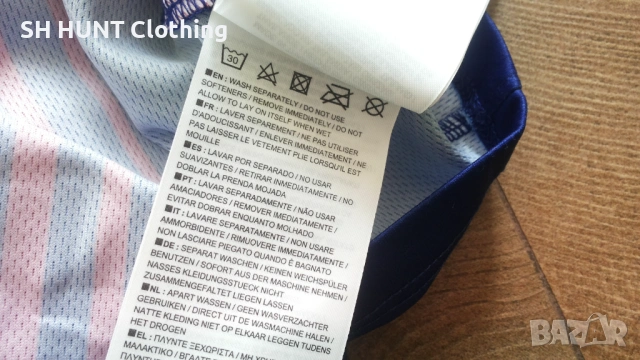 SH HUNT Clothing
30
■ EN: WASH SEPARATELY / DO NOT USE
SOFTENERS / REMOVE IMMEDIATELY / DO NOT
ALLOW TO LAY ON ITSELF WHEN WET
■ FR: LAVER SEPAREMENT / NE PAS UTILISER
D'ADOUCISSANT / ENLEVER IMMÉDIATEMENT / NE
PAS LAISSER LE VETEMENT PLIE LORSQU'IL EST
MOUILLE
■ ES: LAVAR POR SEPARADO / NO USAR
SUAVIZANTES / RETIRAR INMEDIATAMENTE / NO
DOBLAR LA PRENDA MOJADA
■ PT: LAVAR SEPARADAMENTE / NÃO USAR
AMACIADORES / REMOVER IMEDIATAMENTE /
EVITAR DOBRAR ENQUANTO MOLHADO
■ IT: LAVARE SEPARATAMENTE / NON USARE
AMMORBIDENTE / RIMUOVERE IMMEDIATAMENTE /
NON LASCIARE PIEGATO QUANDO È BAGNATO
■ DE: SEPARAT WASCHEN / KEINEN WEICHSPÜLER
BENUTZEN / SOFORT AUS DER MASCHINE NEHMEN /
NASSES KLEIDUNGSSTUECK NICHT
ZUSAMMENGEFALTET LIEGEN LASSEN
■ NL: APART WASSEN / GEEN WASVERZACHTER
GEBRUIKEN / DIRECT UIT DE WASMACHINE HALEN /
NATTE KLEDING NIET OP ELKAAR LEGGEN TIJDENS
HET DROGEN
■ EL: ΠΛΥΣΙΜΟ ΞΕΧΩΡΙΣΤΑ / ΜΗ
ΜΑΛΑΚΤΙΚΟ /
bazar.bg